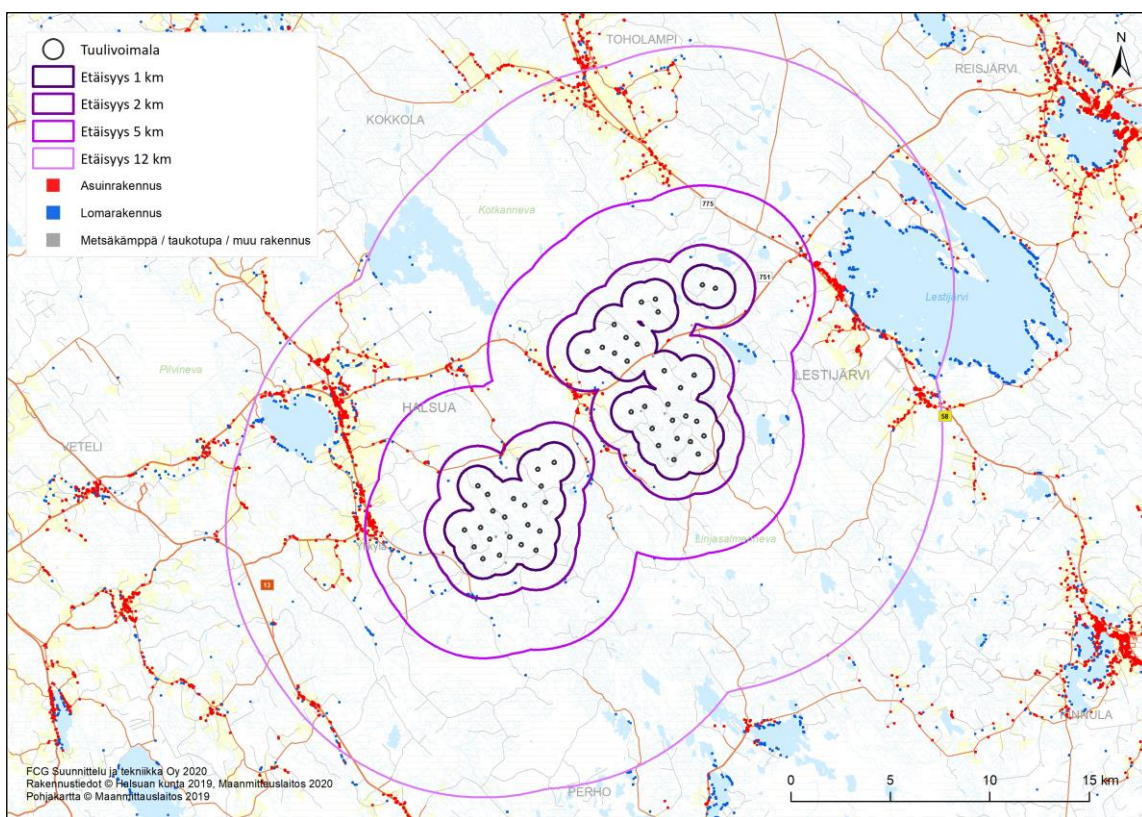 Tuulivoimala
Etäisyys 1 km
Etäisyys 2 km
Etäisyys 5 km
Etäisyys 12 km
Asuinrakennus
Lomarakennus
Metsäkämppä / taukotupa / muu rakennus
TOHOLAMPI
N
REISJÄRVI
KOKKOLA
Kotkanneva
775
751
Lestijärvi
Pilvineva
LESTIJÄRVI
HALSUA
58
VETELI
Ylikylä
Linjasalmenneva
13
KINNULA
FCG Suunnittelu ja tekniikka Oy 2020
Rakennustiedot © Halsuan kunta 2019, Maanmittauslaitos 2020
Pohjakartta © Maanmittauslaitos 2019
PERHO
0 5 10 15 km